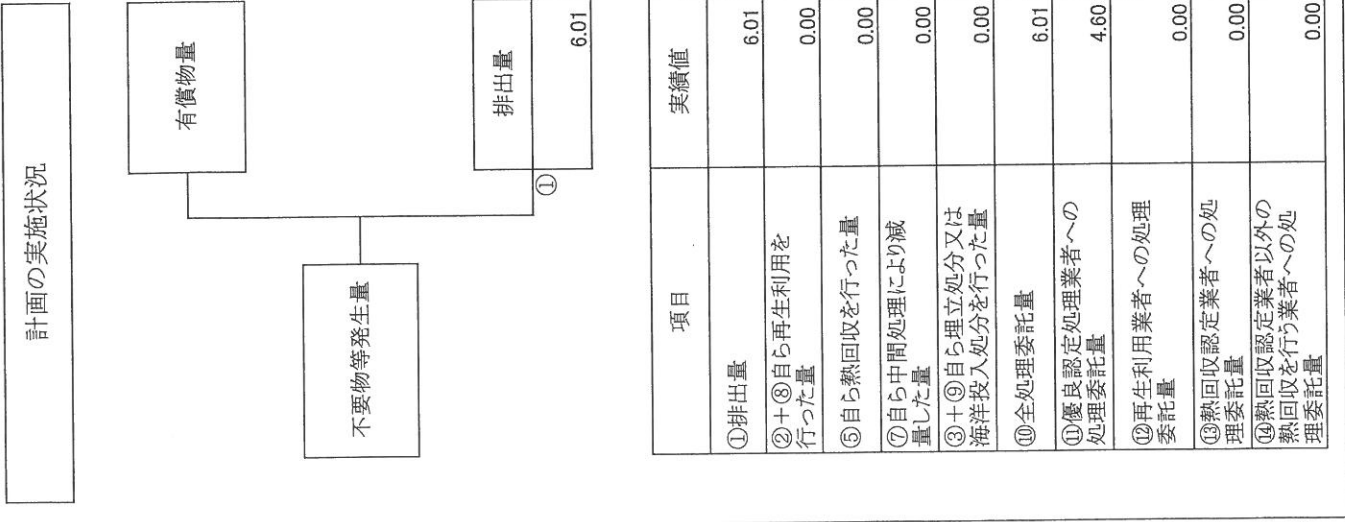 計画の実施状況
有償物量
不要物等発生量
①
排出量
6.01
項目
実績値
①排出量
6.01
②+⑧自ら再生利用を
行った量
0.00
⑤自ら熱回収を行った量
0.00
⑦自ら中間処理により減
量した量
0.00
③+⑨自ら埋立処分又は
海洋投入処分を行った量
0.00
⑩全処理委託量
6.01
⑪優良認定処理業者への
処理委託量
4.60
⑫再生利用業者への処理
委託量
0.00
⑬熱回収認定業者への処
理委託量
0.00
⑭熱回収認定業者以外の
熱回収を行う業者への処
理委託量
0.00